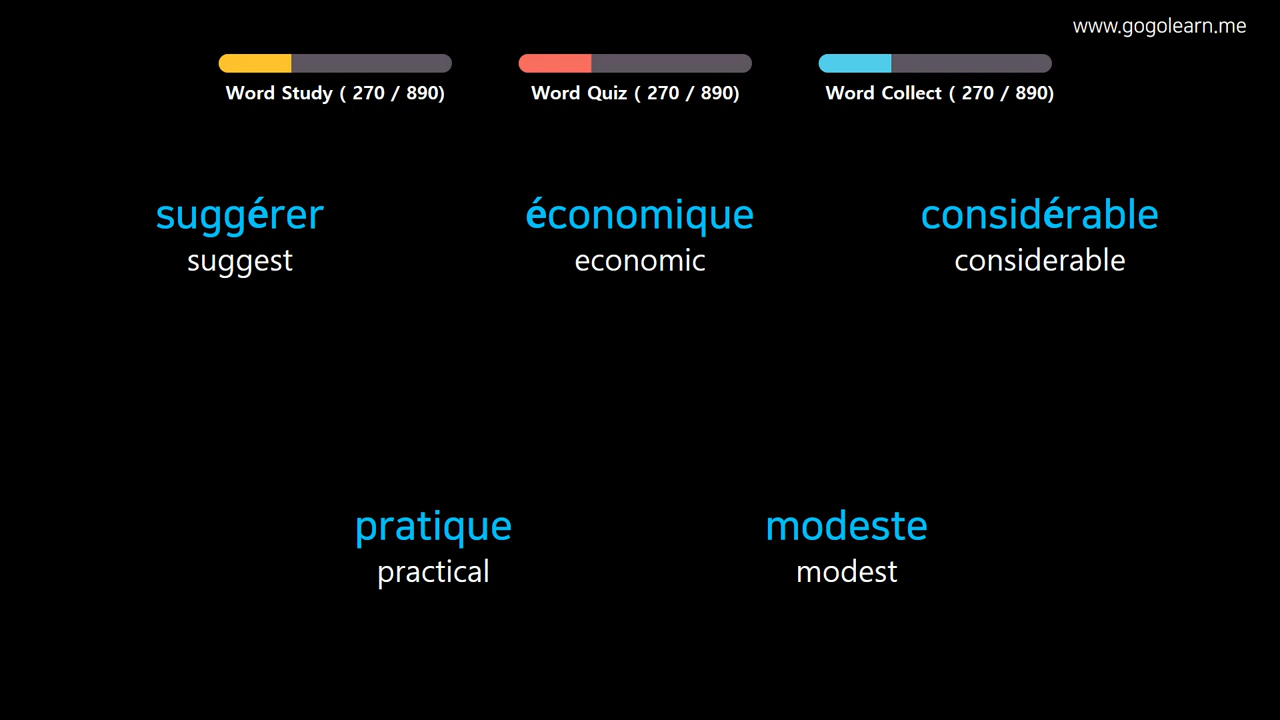 www.gogolearn.me
Word Study ( 270 / 890)
Word Quiz ( 270 / 890)
Word Collect ( 270 / 890)
suggérer
suggest
économique
economic
considérable
considerable
pratique
practical
modeste
modest